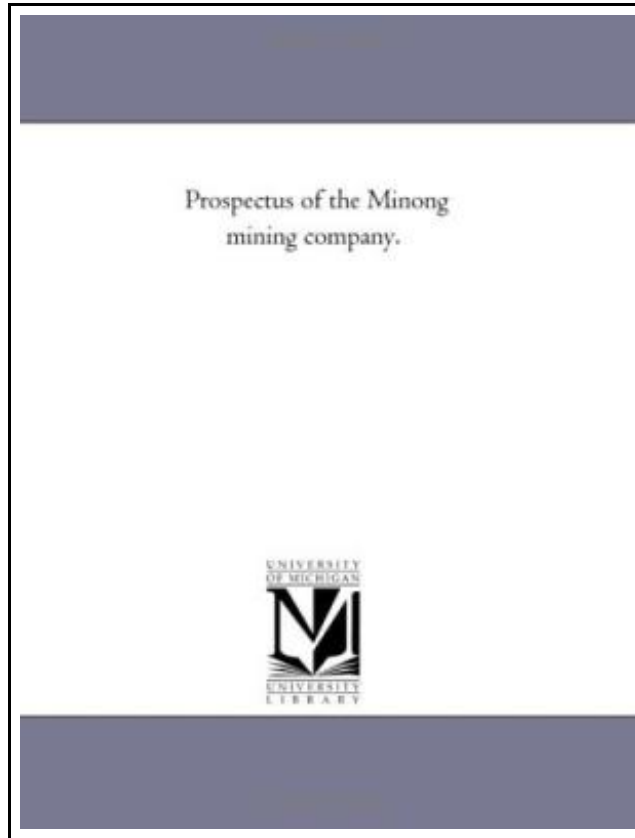 Prospectus of the Minong
mining company.
UNIVERSITY
OF MICHIGAN
UNIVERSITY
LIBRARY